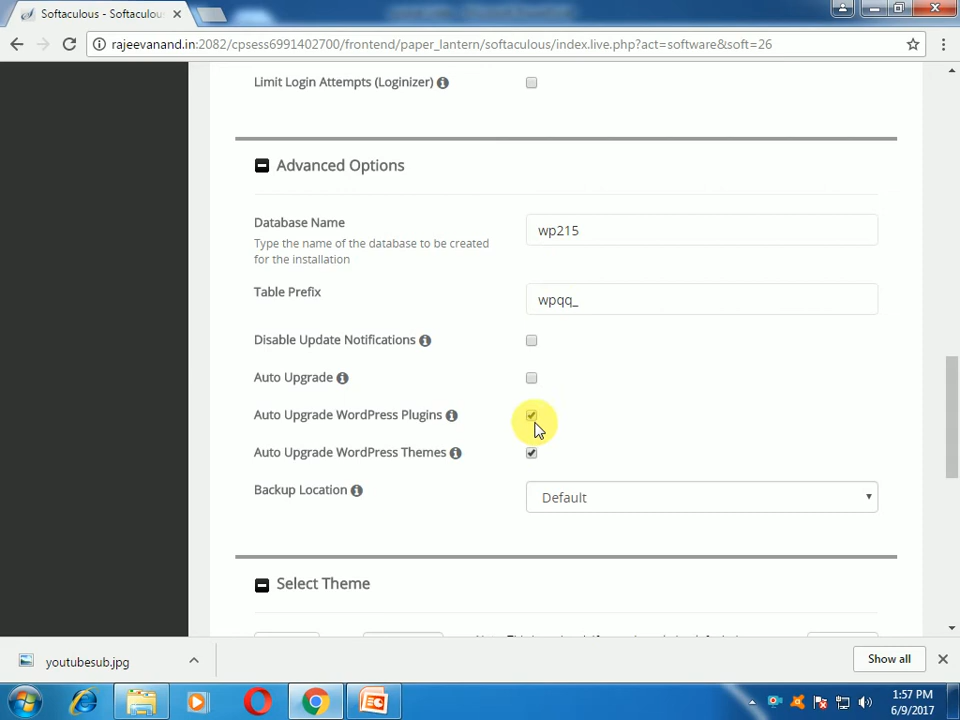 Softaculous - Softaculou
rajeevanand.in:2082/cpsess6991402700/frontend/paper_lantern/softaculous/index.live.php?act=software&soft=26
Limit Login Attempts (Loginizer)
Advanced Options
Database Name
wp215
Type the name of the database to be created
for the installation
Table Prefix
wpqq_
Disable Update Notifications
Auto Upgrade
Auto Upgrade WordPress Plugins
Auto Upgrade WordPress Themes
Backup Location
Default
Select Theme
youtubesub.jpg
Show all
1:57 PM
6/9/2017